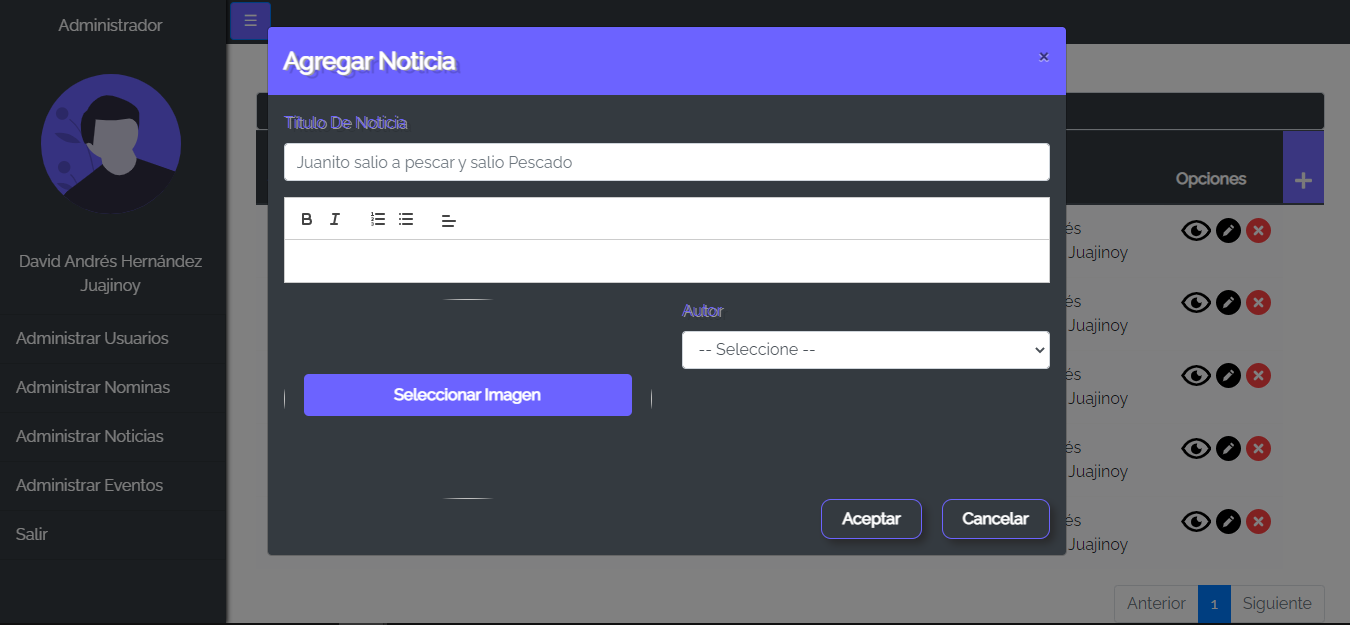 Administrador
☰
David Andrés Hernández
Juajinoy
Administrar Usuarios
Administrar Nominas
Administrar Noticias
Administrar Eventos
Salir
Agregar Noticia
×
Titulo De Noticia
Juanito salio a pescar y salio Pescado
B I
Autor
-- Seleccione --
Seleccionar Imagen
Aceptar Cancelar
Opciones +
és
Juajinoy
és
Juajinoy
és
Juajinoy
és
Juajinoy
és
Juajinoy
Anterior 1 Siguiente